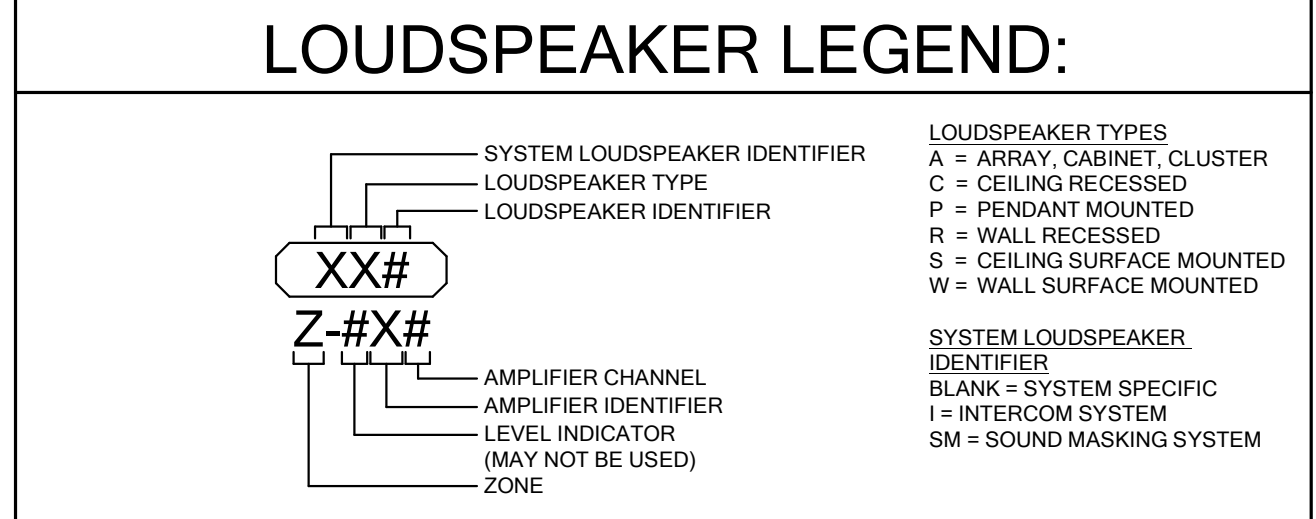 LOUDSPEAKER LEGEND:
SYSTEM LOUDSPEAKER IDENTIFIER
LOUDSPEAKER TYPE
LOUDSPEAKER IDENTIFIER
XX#
Z-#X#
AMPLIFIER CHANNEL
AMPLIFIER IDENTIFIER
LEVEL INDICATOR
(MAY NOT BE USED)
ZONE
LOUDSPEAKER TYPES
A = ARRAY, CABINET, CLUSTER
C = CEILING RECESSED
P = PENDANT MOUNTED
R = WALL RECESSED
S = CEILING SURFACE MOUNTED
W = WALL SURFACE MOUNTED
SYSTEM LOUDSPEAKER
IDENTIFIER
BLANK = SYSTEM SPECIFIC
I = INTERCOM SYSTEM
SM = SOUND MASKING SYSTEM